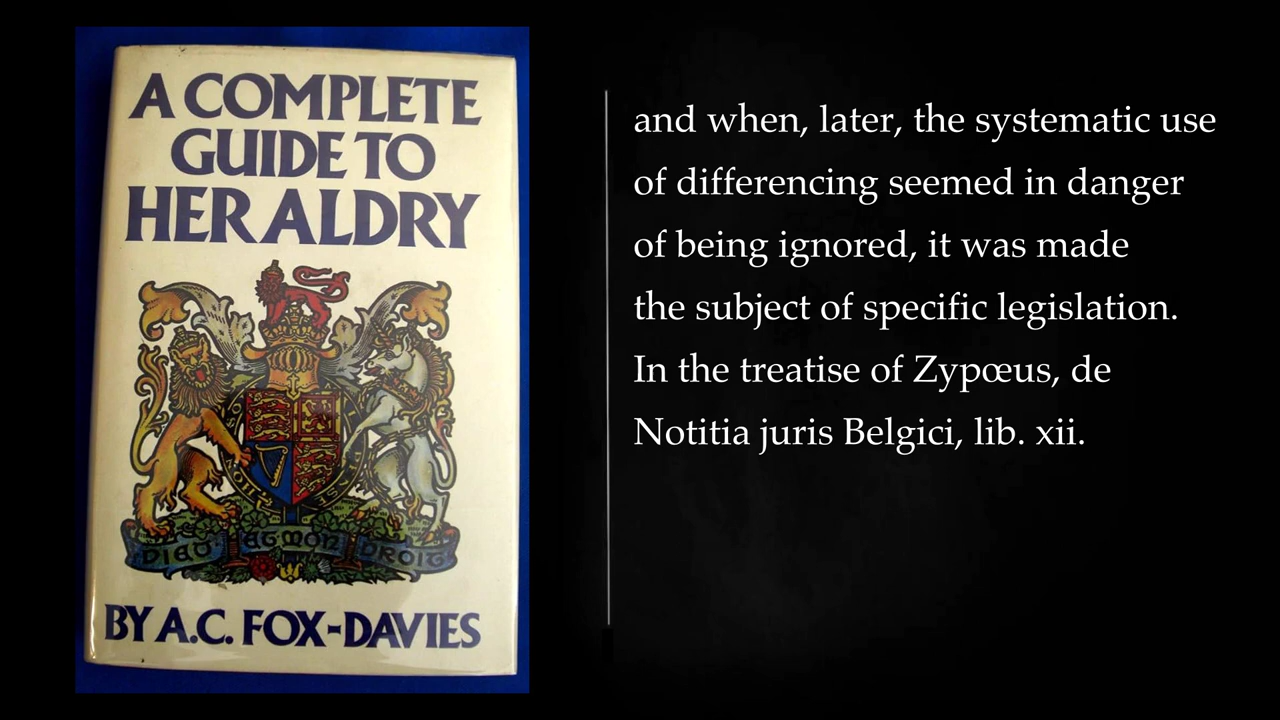 A COMPLETE
GUIDE TO
HERALDRY
DIEU ET MON DROIT
BY A.C. FOX-DAVIES
and when, later, the systematic use
of differencing seemed in danger
of being ignored, it was made
the subject of specific legislation.
In the treatise of Zypœus, de
Notitia juris Belgici, lib. xii.